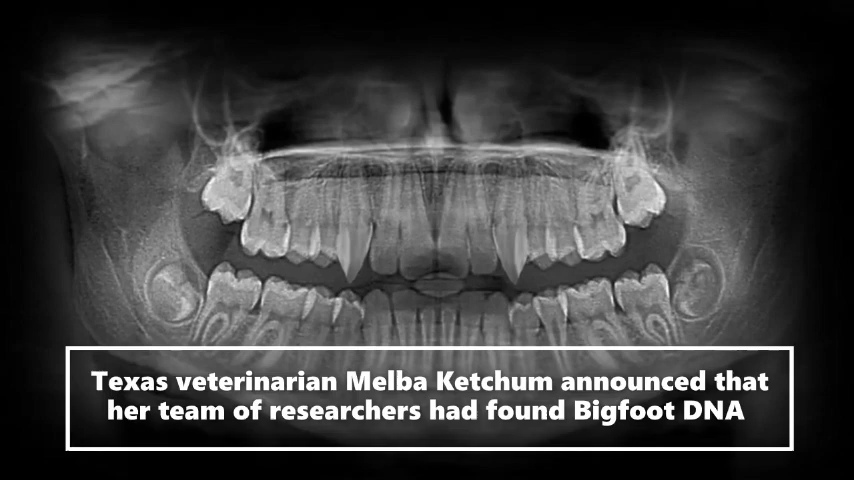 Texas veterinarian Melba Ketchum announced that
her team of researchers had found Bigfoot DNA